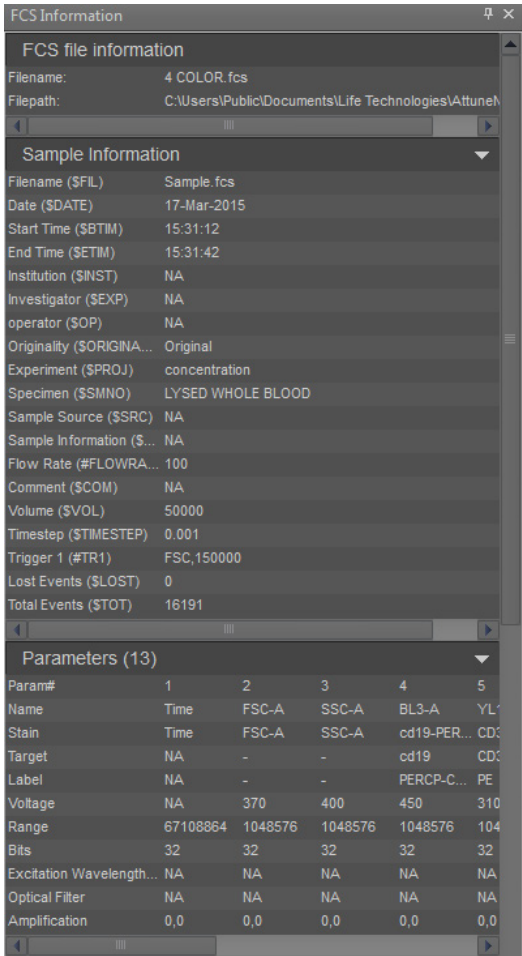 FCS Information
FCS file information
Filename: 4 COLOR.fcs
Filepath: C:\Users\Public\Documents\Life Technologies\AttuneN
Sample Information
Filename ($FIL) Sample.fcs
Date ($DATE) 17-Mar-2015
Start Time ($BTIM) 15:31:12
End Time ($ETIM) 15:31:42
Institution ($INST) NA
Investigator ($EXP) NA
operator ($OP) NA
Originality ($ORIGINA... Original
Experiment ($PROJ) concentration
Specimen ($SMNO) LYSED WHOLE BLOOD
Sample Source ($SRC) NA
Sample Information ($... NA
Flow Rate (#FLOWRA... 100
Comment ($COM) NA
Volume ($VOL) 50000
Timestep ($TIMESTEP) 0.001
Trigger 1 (#TR1) FSC,150000
Lost Events ($LOST) 0
Total Events ($TOT) 16191
Parameters (13)
Param# 1 2 3 4 5
Name Time FSC-A SSC-A BL3-A YL1
Stain Time FSC-A SSC-A cd19-PER... CD3
Target NA - - cd19 CD3
Label NA - - PERCP-C... PE
Voltage NA 370 400 450 310
Range 67108864 1048576 1048576 1048576 104
Bits 32 32 32 32 32
Excitation Wavelength... NA NA NA NA NA
Optical Filter NA NA NA NA NA
Amplification 0,0 0,0 0,0 0,0 0,0